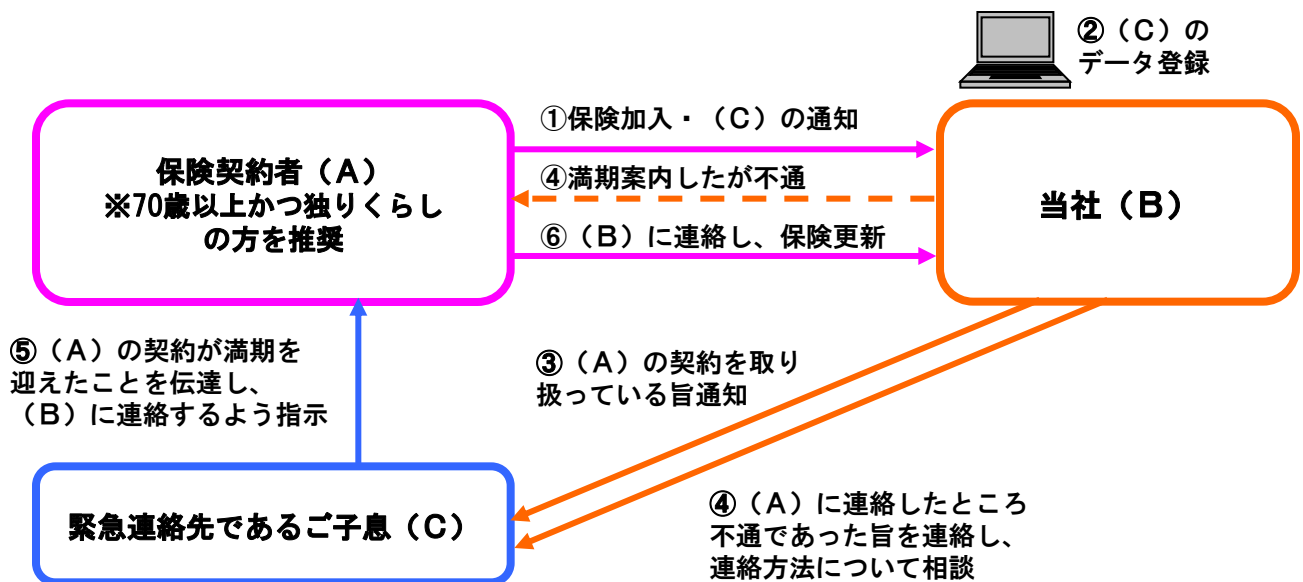 ②（C）の
データ登録
①保険加入・（C）の通知
保険契約者（A）
※70歳以上かつ独りくらし
の方を推奨
④満期案内したが不通
当社（B）
⑥（B）に連絡し、保険更新
⑤（A）の契約が満期を
迎えたことを伝達し、
（B）に連絡するよう指示
③（A）の契約を取り
扱っている旨通知
緊急連絡先であるご子息（C）
④（A）に連絡したところ
不通であった旨を連絡し、
連絡方法について相談